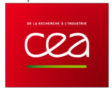 DE LA RECHERCHE À L'INDUSTRIE
cea